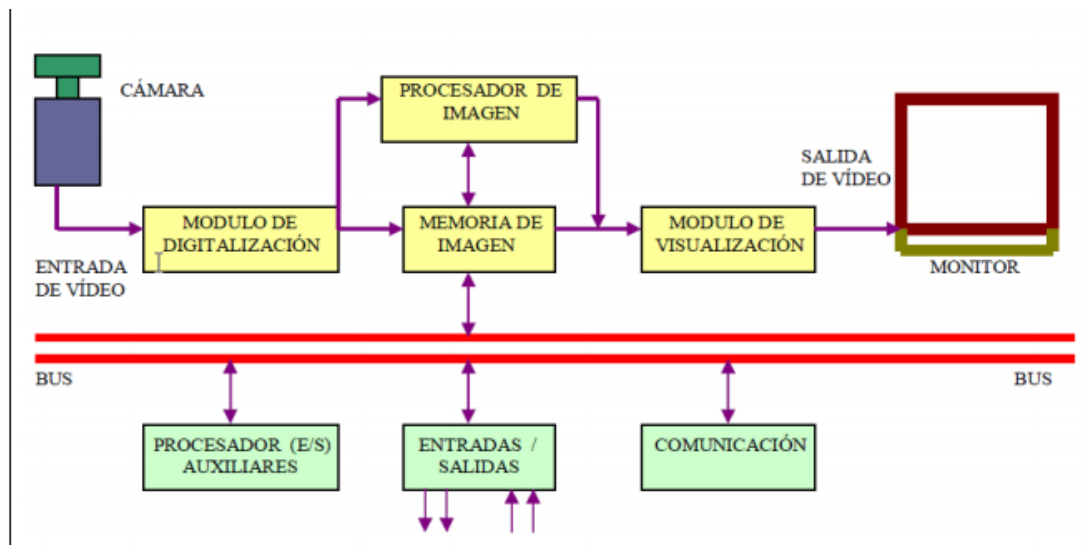 CÁMARA
PROCESADOR DE
IMAGEN
SALIDA
DE VÍDEO
MODULO DE
DIGITALIZACIÓN
MEMORIA DE
IMAGEN
MODULO DE
VISUALIZACIÓN
ENTRADA
DE VÍDEO
MONITOR
BUS
BUS
PROCESADOR (E/S)
AUXILIARES
ENTRADAS /
SALIDAS
COMUNICACIÓN